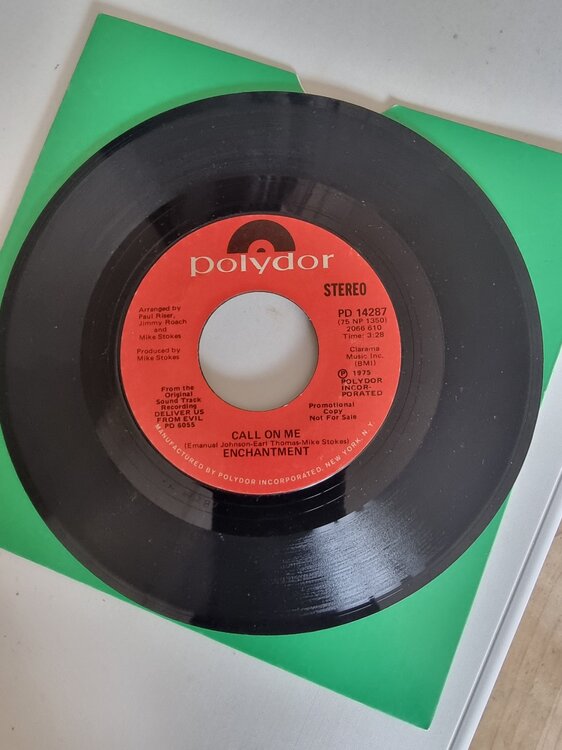 polydor
STEREO
Arranged by
Paul Riser,
Jimmy Roach
and
Mike Stokes
Produced by
Mike Stokes
From the
Original
Sound Track
Recording
DELIVER US
FROM EVIL
PD 6055
PD 14287
(75 NP 1350)
2066 610
Time: 3:28
Clarama
Music Inc.
(BMI)
Ⓟ 1975
POLYDOR
INCOR-
PORATED
Promotional
Copy
Not For Sale
CALL ON ME
(Emanual Johnson-Earl Thomas-Mike Stokes)
ENCHANTMENT
MANUFACTURED BY POLYDOR INCORPORATED, NEW YORK, N.Y.